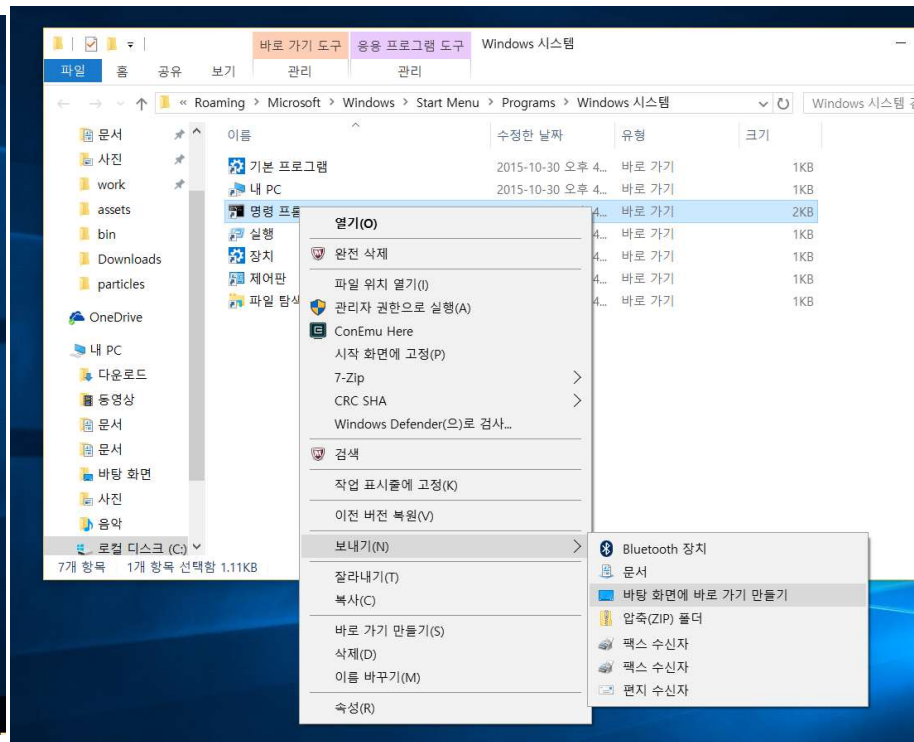 바로 가기 도구 응용 프로그램 도구 Windows 시스템
파일 홈 공유 보기 관리 관리
« Roaming > Microsoft > Windows > Start Menu > Programs > Windows 시스템 Windows 시스템
이름 수정한 날짜 유형 크기
문서
사진
work
assets
bin
Downloads
particles
OneDrive
내 PC
다운로드
동영상
문서
문서
바탕 화면
사진
음악
로컬 디스크 (C:)
기본 프로그램 2015-10-30 오후 4... 바로 가기 1KB
내 PC 2015-10-30 오후 4... 바로 가기 1KB
명령 4... 바로 가기 2KB
실행 4... 바로 가기 1KB
장치 4... 바로 가기 1KB
제어판 4... 바로 가기 1KB
파일 4... 바로 가기 1KB
7개 항목 1개 항목 선택함 1.11KB
열기(O)
완전 삭제
파일 위치 열기(I)
관리자 권한으로 실행(A)
ConEmu Here
시작 화면에 고정(P)
7-Zip
CRC SHA
Windows Defender(으)로 검사...
검색
작업 표시줄에 고정(K)
이전 버전 복원(V)
보내기(N)
잘라내기(T)
복사(C)
바로 가기 만들기(S)
삭제(D)
이름 바꾸기(M)
속성(R)
Bluetooth 장치
문서
바탕 화면에 바로 가기 만들기
압축(ZIP) 폴더
팩스 수신자
팩스 수신자
편지 수신자